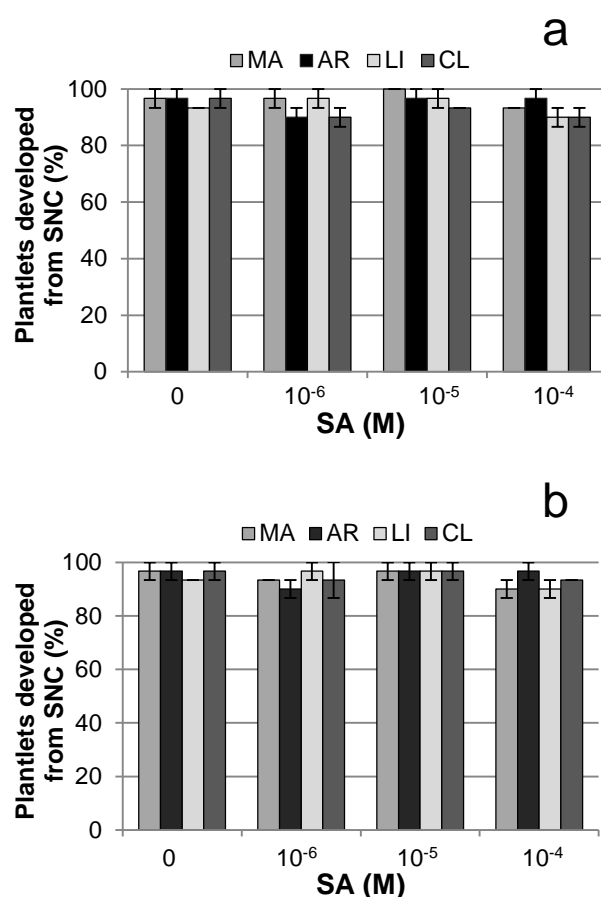 a
MA AR LI CL
Plantlets developed
from SNC (%)
100
80
60
40
20
0
0 10⁻⁶ 10⁻⁵ 10⁻⁴
SA (M)
b
MA AR LI CL
Plantlets developed
from SNC (%)
100
80
60
40
20
0
0 10⁻⁶ 10⁻⁵ 10⁻⁴
SA (M)